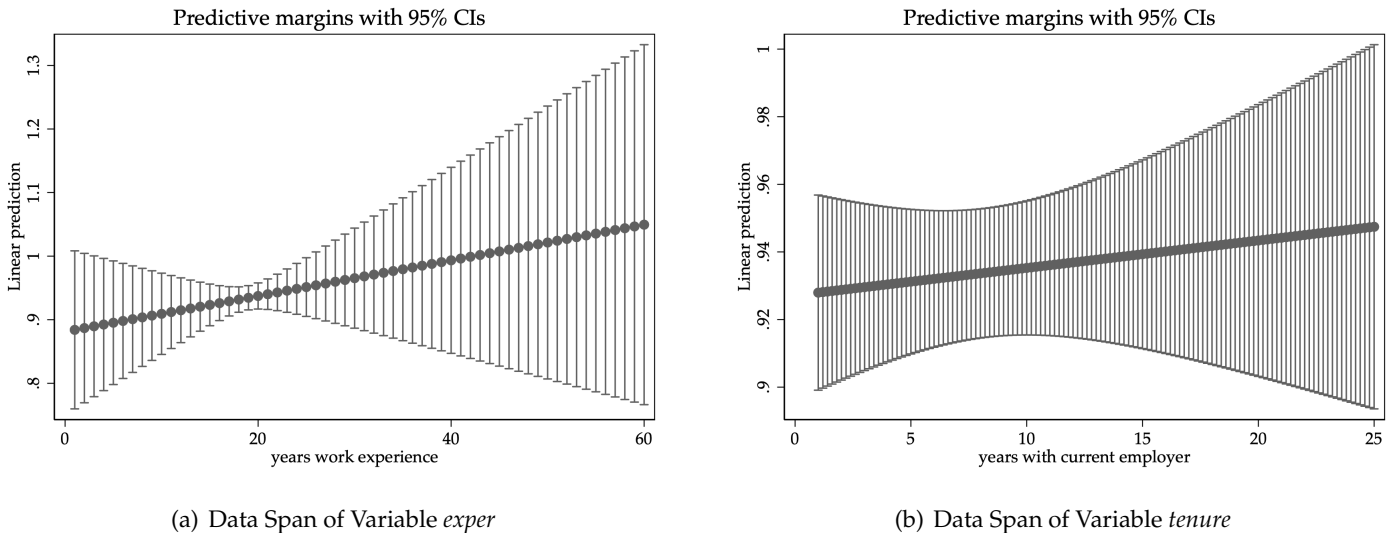 Predictive margins with 95% CIs
Linear prediction
1.3
1.2
1.1
1
.9
.8
0 20 40 60
years work experience
(a) Data Span of Variable exper
Predictive margins with 95% CIs
Linear prediction
1
.98
.96
.94
.92
.9
0 5 10 15 20 25
years with current employer
(b) Data Span of Variable tenure